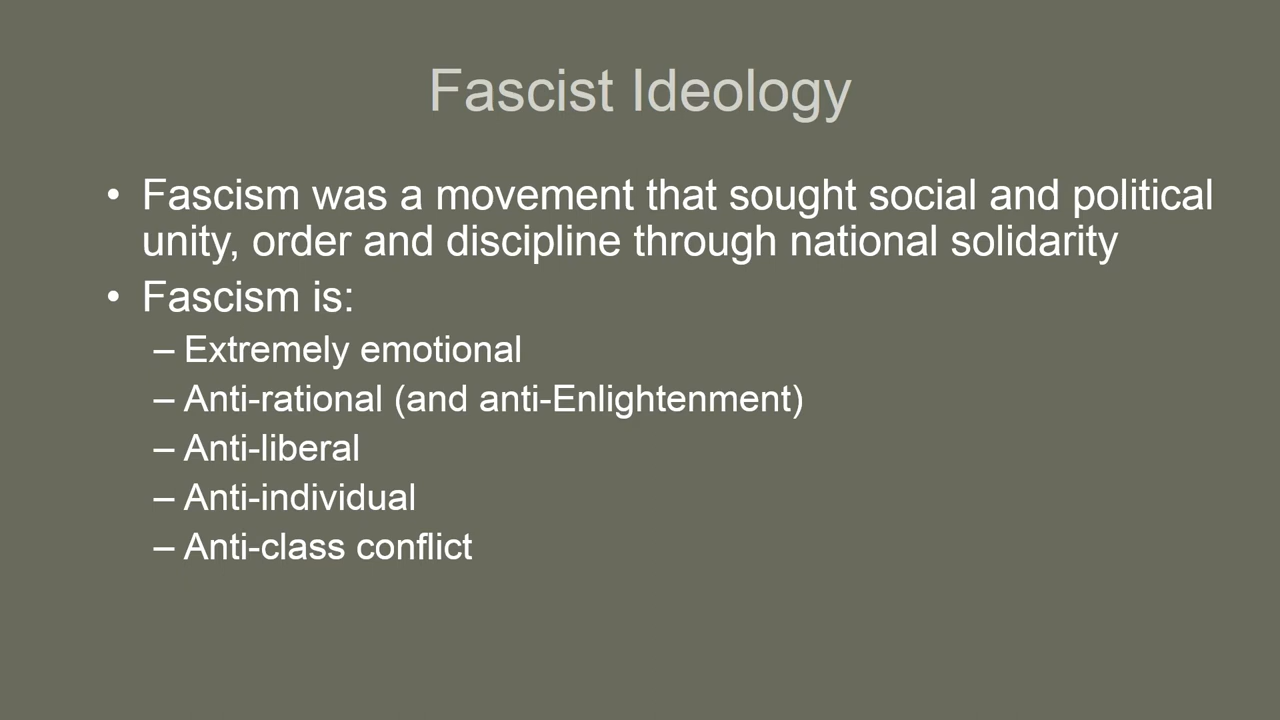 Fascist Ideology
• Fascism was a movement that sought social and political
unity, order and discipline through national solidarity
• Fascism is:
– Extremely emotional
– Anti-rational (and anti-Enlightenment)
– Anti-liberal
– Anti-individual
– Anti-class conflict